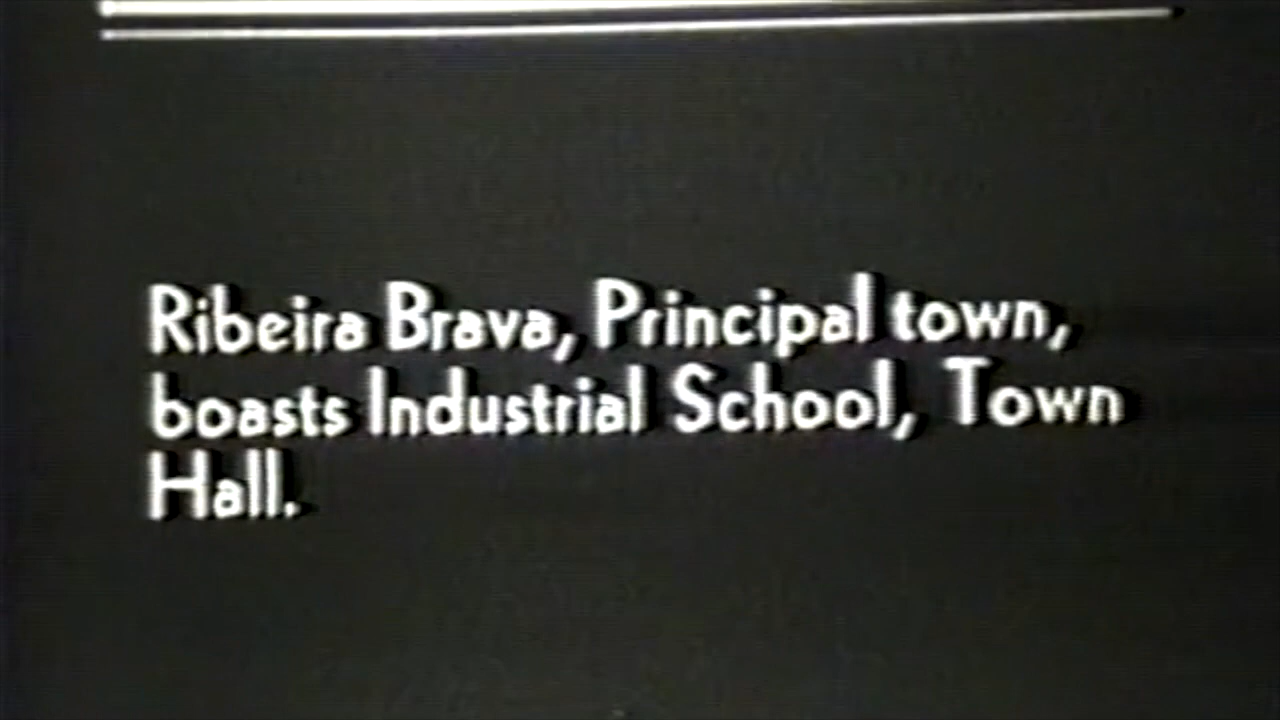 Ribeira Brava, Principal town,
boasts Industrial School, Town
Hall.